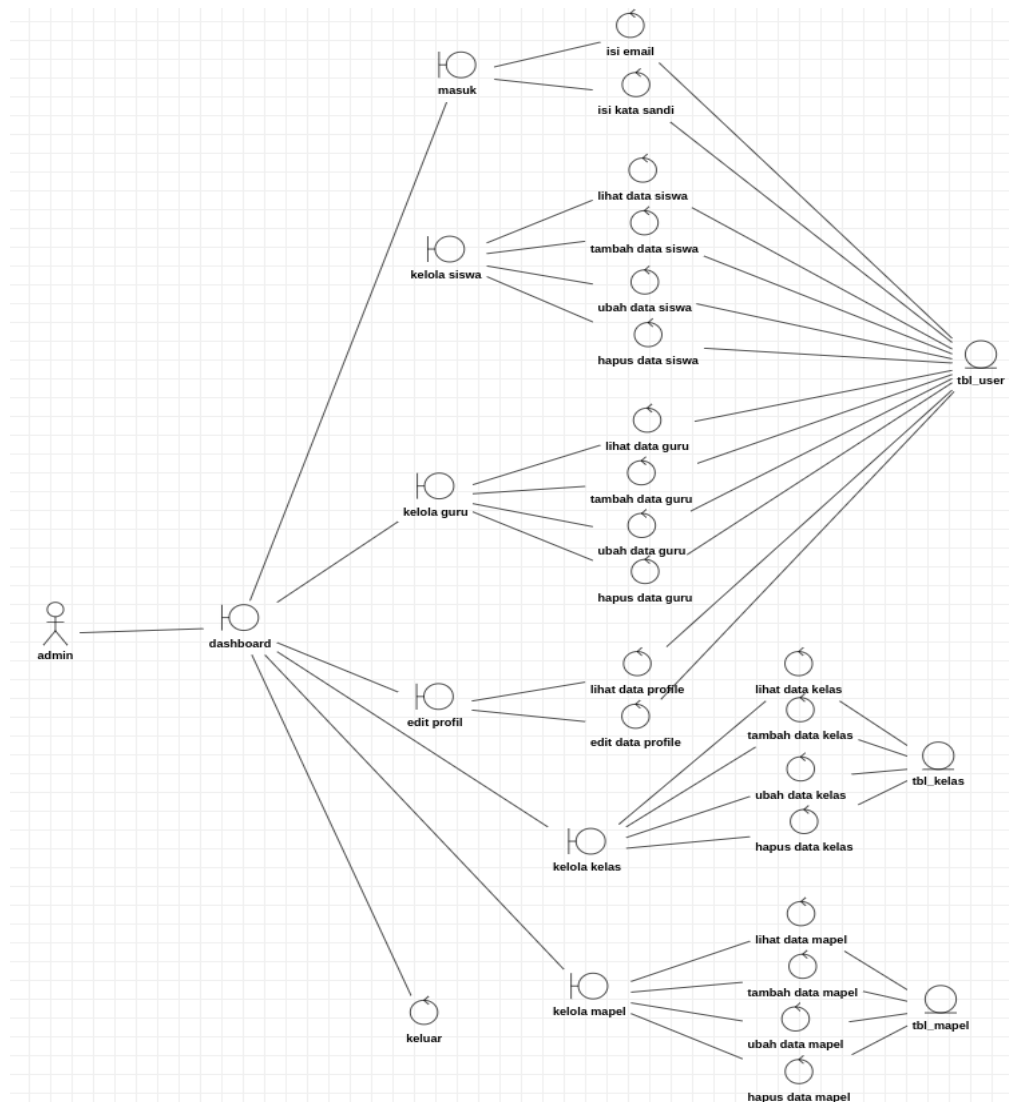 isi email
masuk
isi kata sandi
lihat data siswa
tambah data siswa
kelola siswa
ubah data siswa
hapus data siswa
tbl_user
lihat data guru
tambah data guru
kelola guru
ubah data guru
hapus data guru
dashboard
admin
lihat data profile
edit profil
edit data profile
lihat data kelas
tambah data kelas
tbl_kelas
ubah data kelas
hapus data kelas
kelola kelas
lihat data mapel
tambah data mapel
kelola mapel
tbl_mapel
ubah data mapel
keluar
hapus data mapel